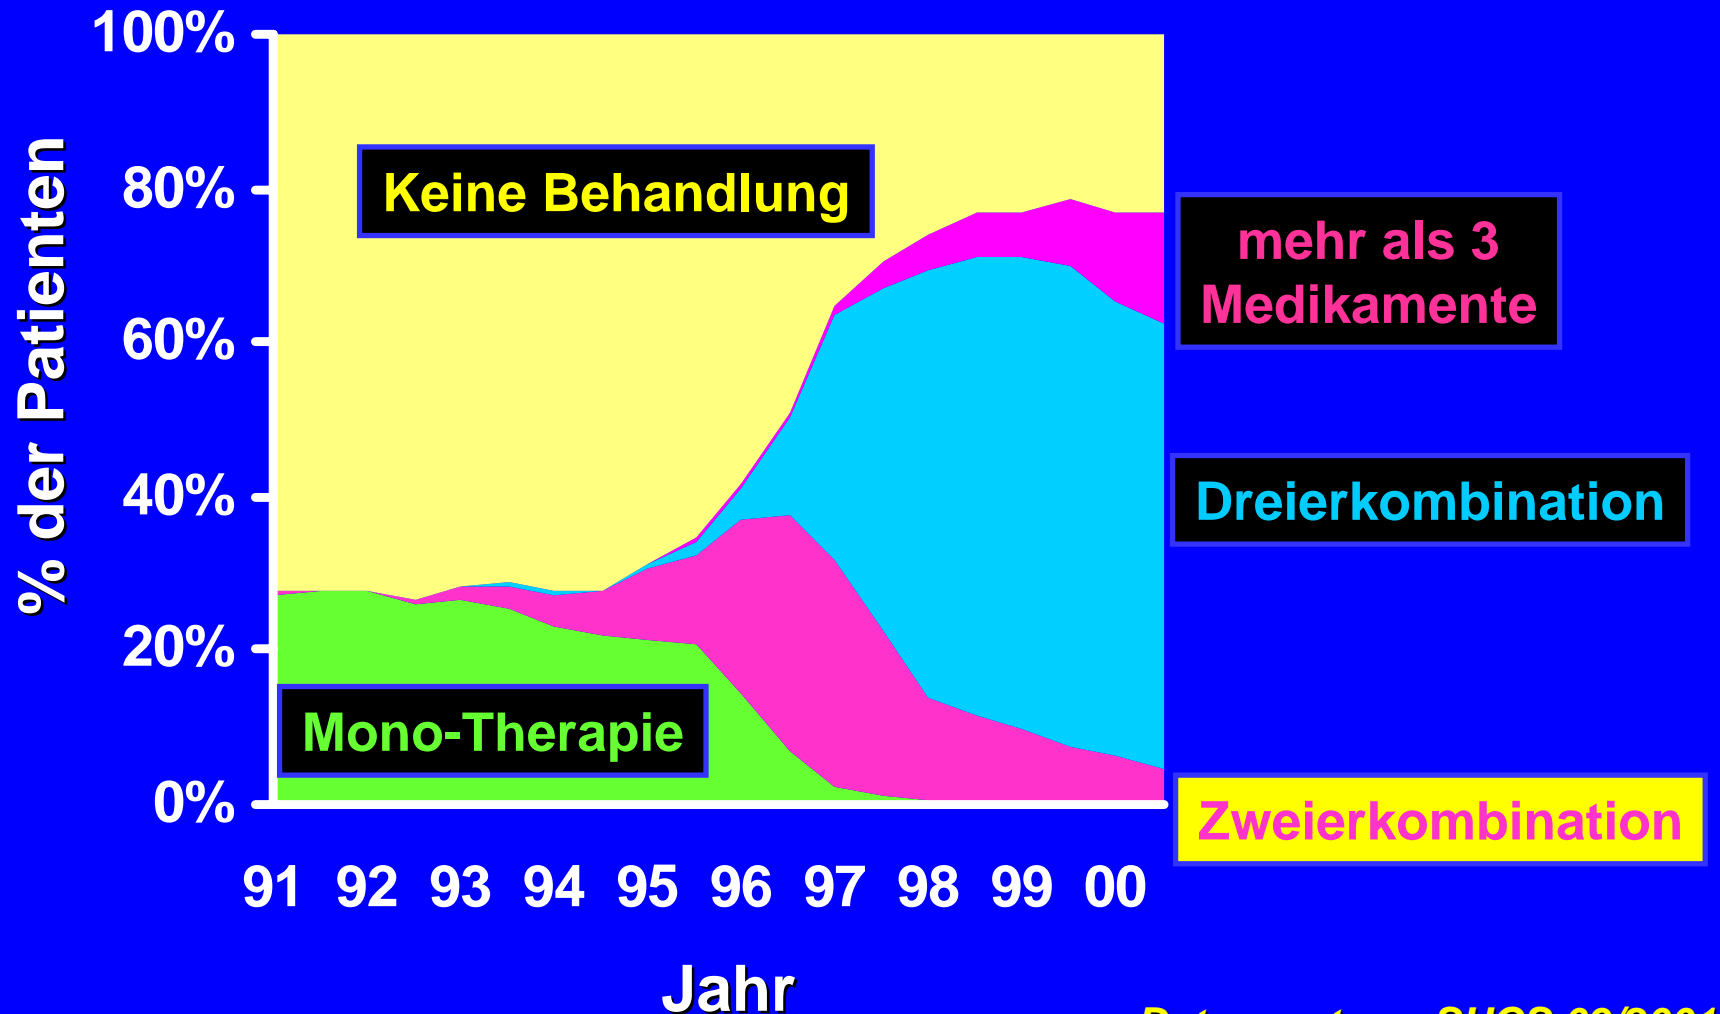 100%
80%
60%
40%
20%
0%
% der Patienten
Keine Behandlung
mehr als 3
Medikamente
Dreierkombination
Mono-Therapie
Zweierkombination
91 92 93 94 95 96 97 98 99 00
Jahr